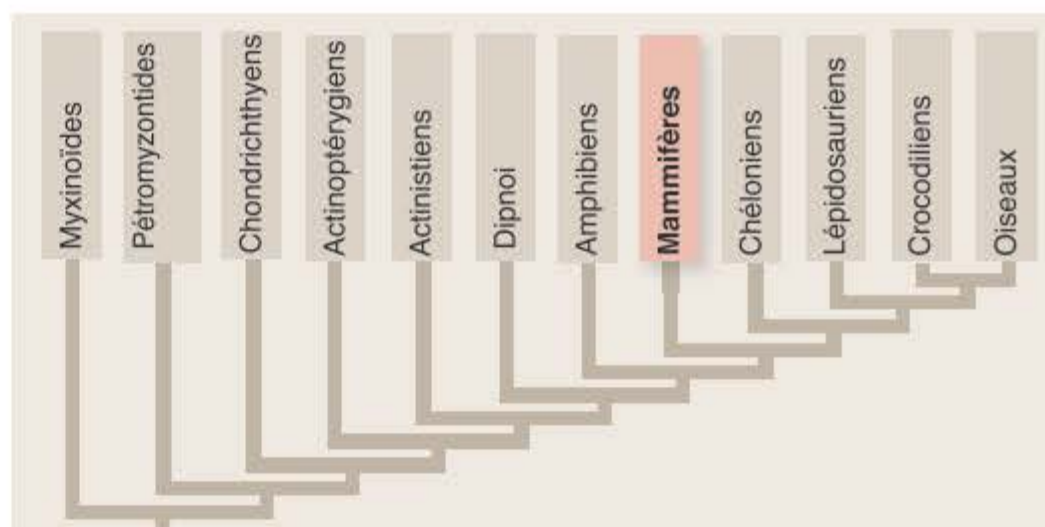 Myxinoïdes
Pétromyzontides
Chondrichthyens
Actinoptérygiens
Actinistiens
Dipnoi
Amphibiens
Mammifères
Chéloniens
Lépidosauriens
Crocodiliens
Oiseaux